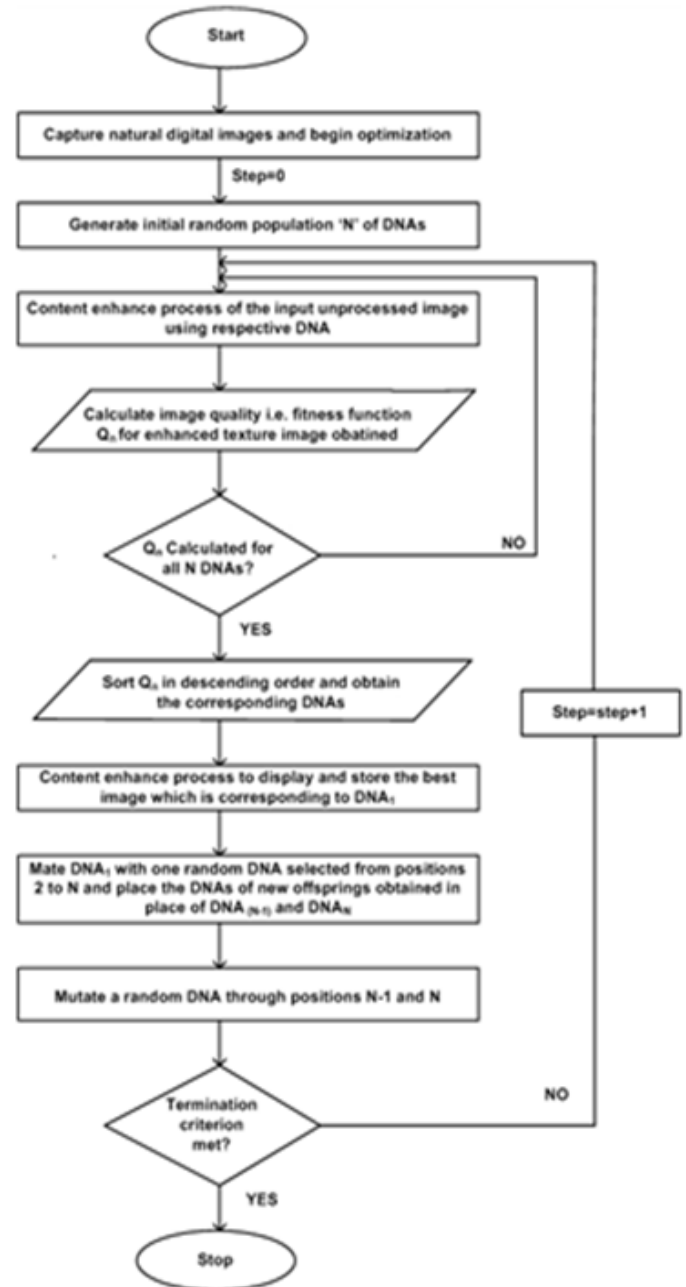 Start
Capture natural digital images and begin optimization
Step=0
Generate initial random population ‘N’ of DNAs
Content enhance process of the input unprocessed image
using respective DNA
Calculate image quality i.e. fitness function
Qₙ for enhanced texture image obatined
Qₙ Calculated for
all N DNAs?
NO
YES
Sort Qₙ in descending order and obtain
the corresponding DNAs
Step=step+1
Content enhance process to display and store the best
image which is corresponding to DNA₁
Mate DNA₁ with one random DNA selected from positions
2 to N and place the DNAs of new offsprings obtained in
place of DNA (N-1) and DNAN
Mutate a random DNA through positions N-1 and N
Termination
criterion
met?
NO
YES
Stop